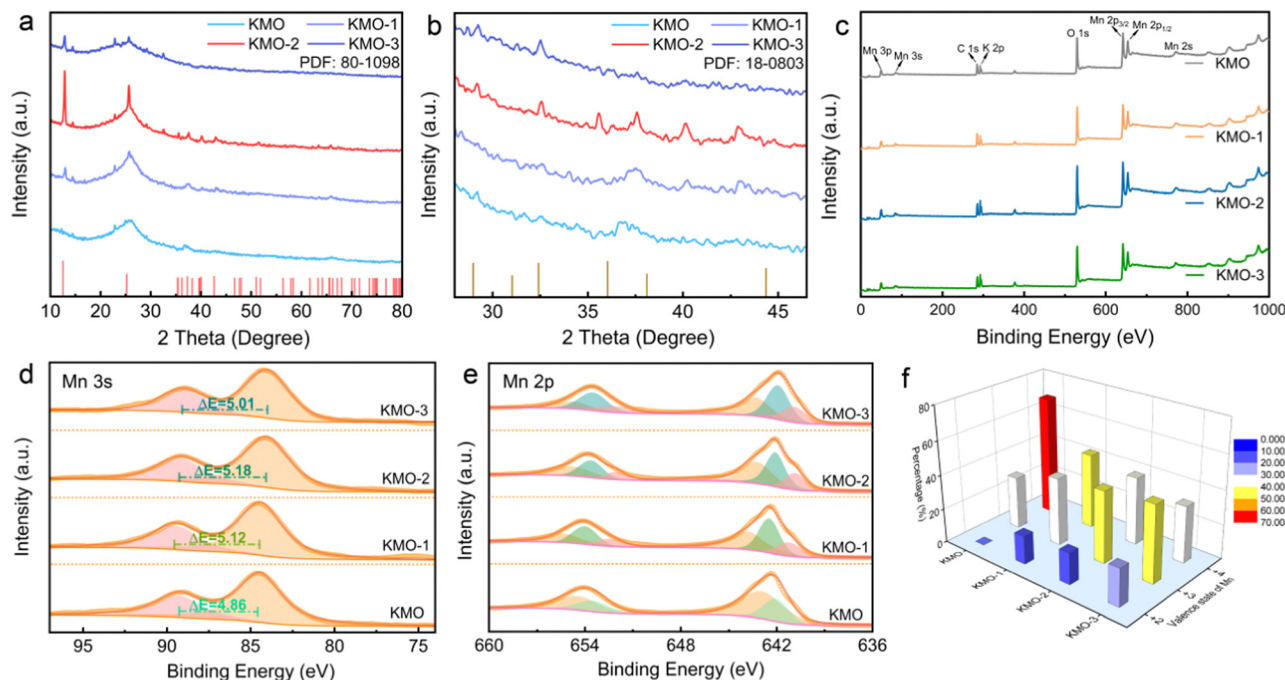 a
KMO KMO-1
KMO-2 KMO-3
PDF: 80-1098
Intensity (a.u.)
10 20 30 40 50 60 70 80
2 Theta (Degree)
b
KMO KMO-1
KMO-2 KMO-3
PDF: 18-0803
Intensity (a.u.)
30 35 40 45
2 Theta (Degree)
c
Mn 3p
Mn 3s
C 1s
K 2p
O 1s
Mn 2p3/2
Mn 2p1/2
Mn 2s
KMO
KMO-1
KMO-2
KMO-3
Intensity (a.u.)
0 200 400 600 800 1000
Binding Energy (eV)
d
Mn 3s
ΔE=5.01
KMO-3
ΔE=5.18
KMO-2
ΔE=5.12
KMO-1
ΔE=4.86
KMO
Intensity (a.u.)
95 90 85 80 75
Binding Energy (eV)
e
Mn 2p
KMO-3
KMO-2
KMO-1
KMO
Intensity (a.u.)
660 654 648 642 636
Binding Energy (eV)
f
80
60
40
20
0
Percentage (%)
KMO
KMO-1
KMO-2
KMO-3
2
3
4
Valence state of Mn
0.000
10.00
20.00
30.00
40.00
50.00
60.00
70.00